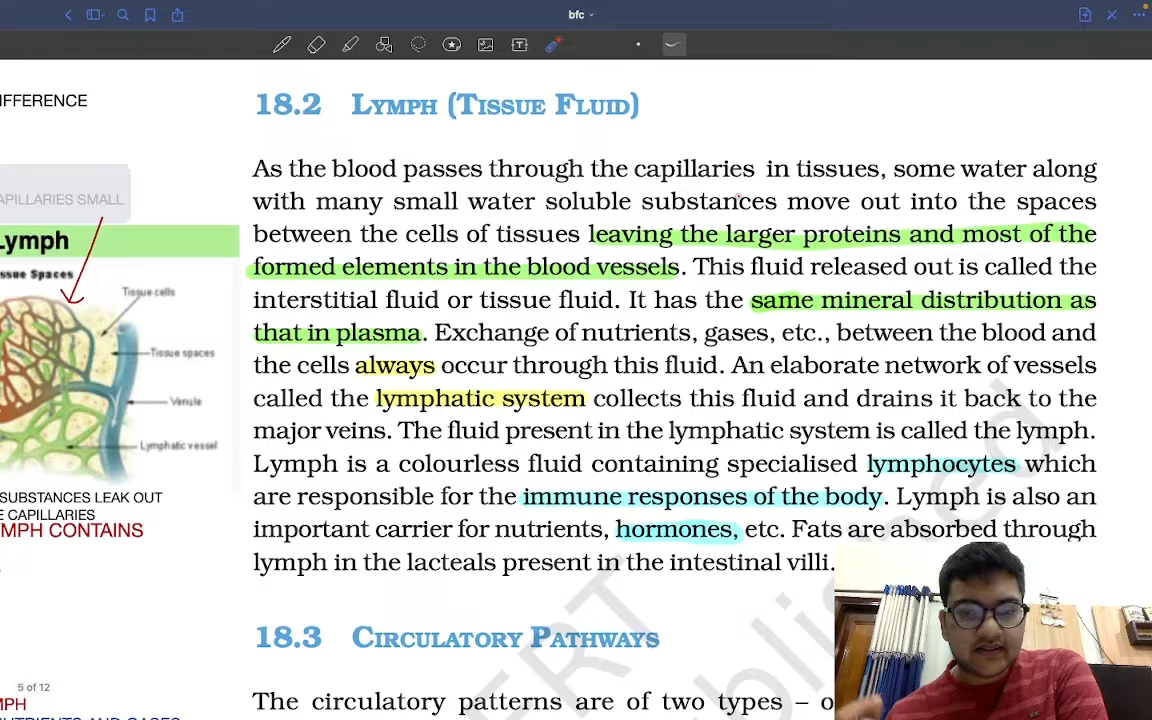 bfc
IFFERENCE
18.2 LYMPH (TISSUE FLUID)
As the blood passes through the capillaries in tissues, some water along
APILLARIES SMALL
with many small water soluble substances move out into the spaces
between the cells of tissues leaving the larger proteins and most of the
Lymph
formed elements in the blood vessels. This fluid released out is called the
ssue Spaces
Tissue cells
interstitial fluid or tissue fluid. It has the same mineral distribution as
that in plasma. Exchange of nutrients, gases, etc., between the blood and
Tissue spaces
the cells always occur through this fluid. An elaborate network of vessels
called the lymphatic system collects this fluid and drains it back to the
Venule
major veins. The fluid present in the lymphatic system is called the lymph.
Lymphatic vessel
Lymph is a colourless fluid containing specialised lymphocytes which
are responsible for the immune responses of the body. Lymph is also an
SUBSTANCES LEAK OUT
CAPILLARIES
important carrier for nutrients, hormones, etc. Fats are absorbed through
MPH CONTAINS
lymph in the lacteals present in the intestinal villi.
18.3 CIRCULATORY PATHWAYS
5 of 12
The circulatory patterns are of two types – o
MPH
NUTRIENTS AND GASES